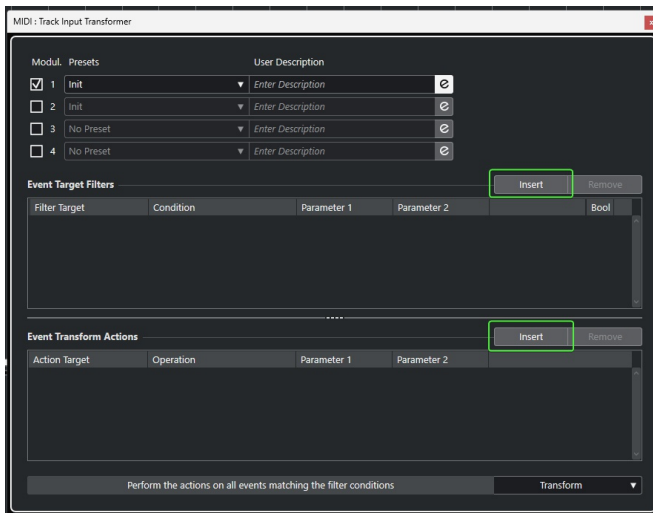 MIDI : Track Input Transformer
Modul. Presets User Description
1 Init Enter Description
2 Init Enter Description
3 No Preset Enter Description
4 No Preset Enter Description
Event Target Filters Insert Remove
Filter Target Condition Parameter 1 Parameter 2 Bool
Event Transform Actions Insert Remove
Action Target Operation Parameter 1 Parameter 2
Perform the actions on all events matching the filter conditions Transform